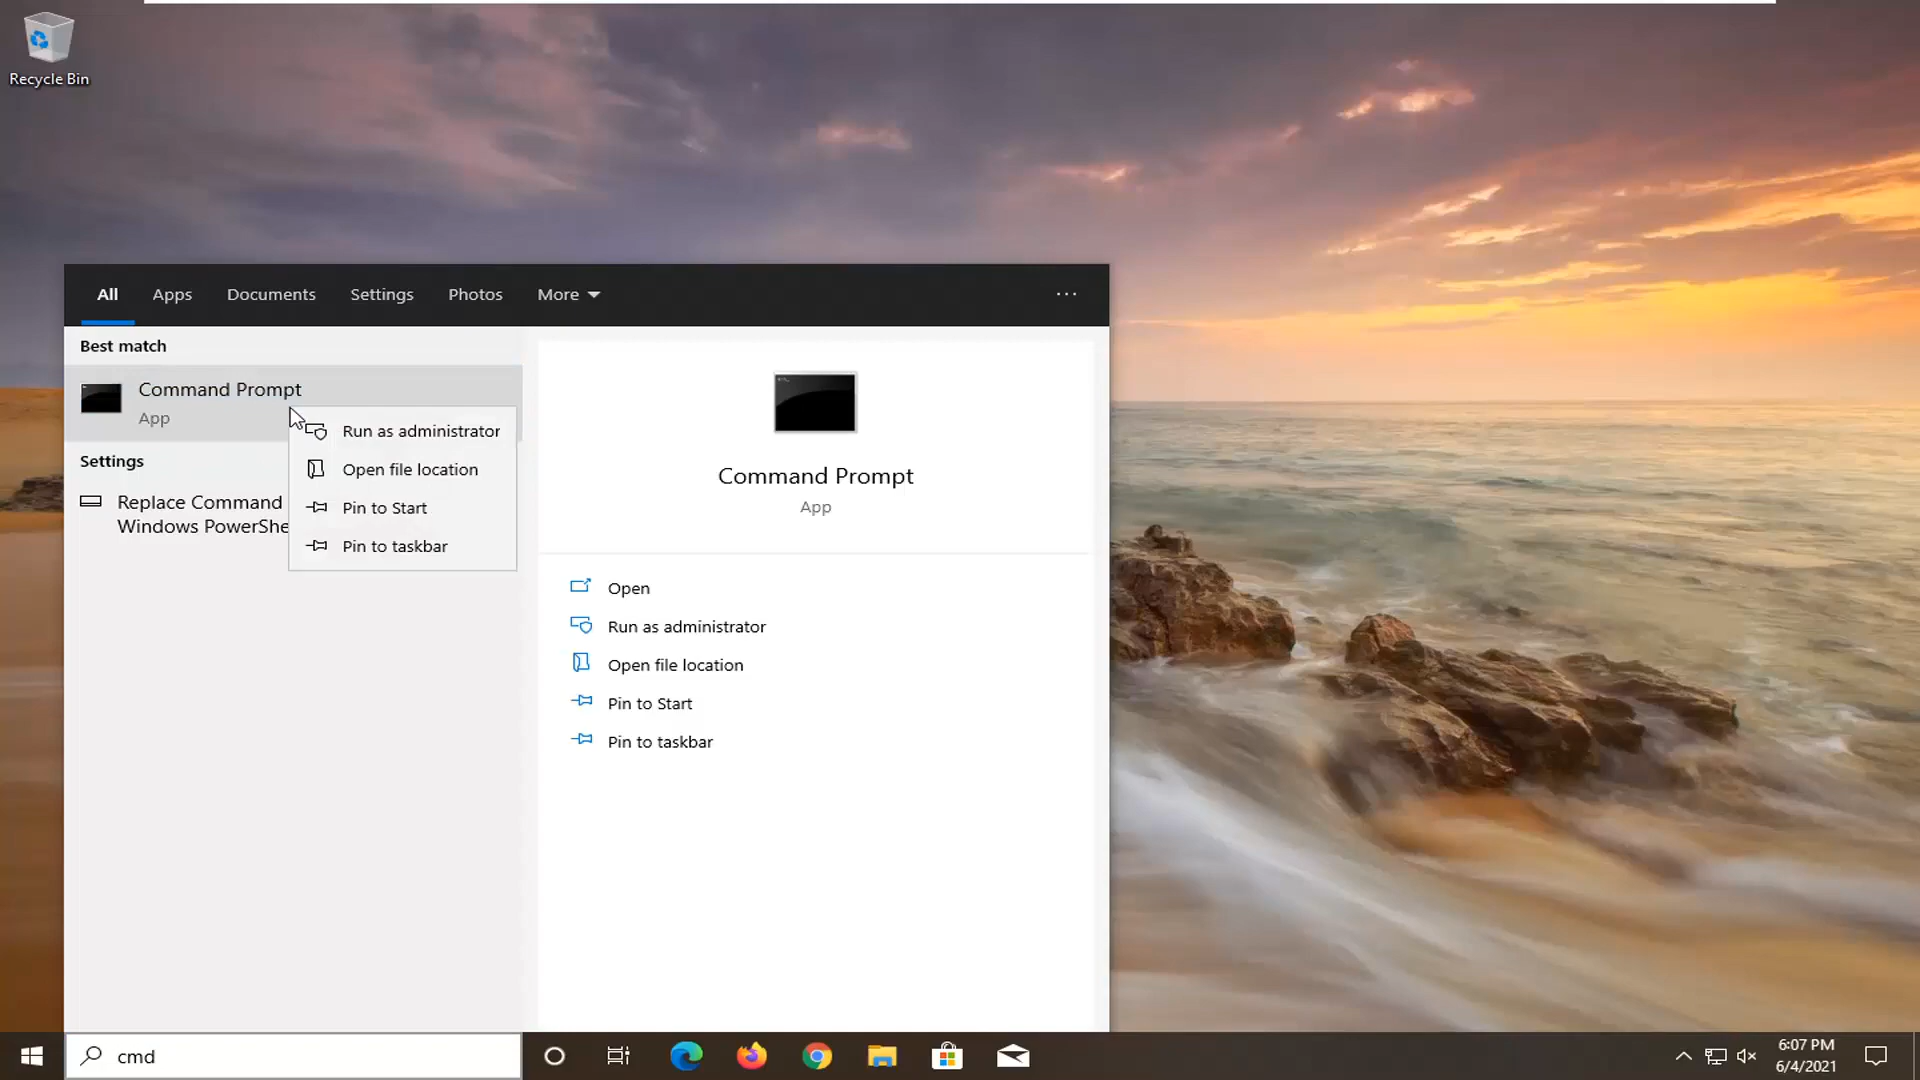 Recycle Bin
All Apps Documents Settings Photos More ...
Best match
Command Prompt
App
Run as administrator
Open file location
Pin to Start
Pin to taskbar
Settings
Replace Command
Windows PowerShe
Command Prompt
App
Open
Run as administrator
Open file location
Pin to Start
Pin to taskbar
cmd
6:07 PM
6/4/2021